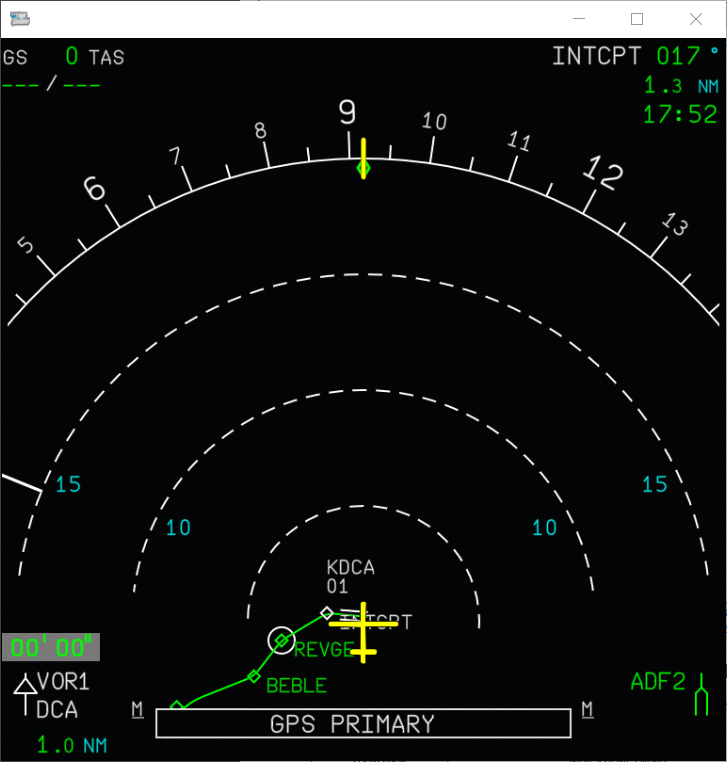 GS 0 TAS INTCPT 017°
---/--- 1.3 NM
17:52
5 6 7 8 9 10 11 12 13
15 15
10 10
KDCA
01
INTCPT
REVGE
BEBLE
00'00"
VOR1 ADF2
DCA
M GPS PRIMARY M
1.0 NM